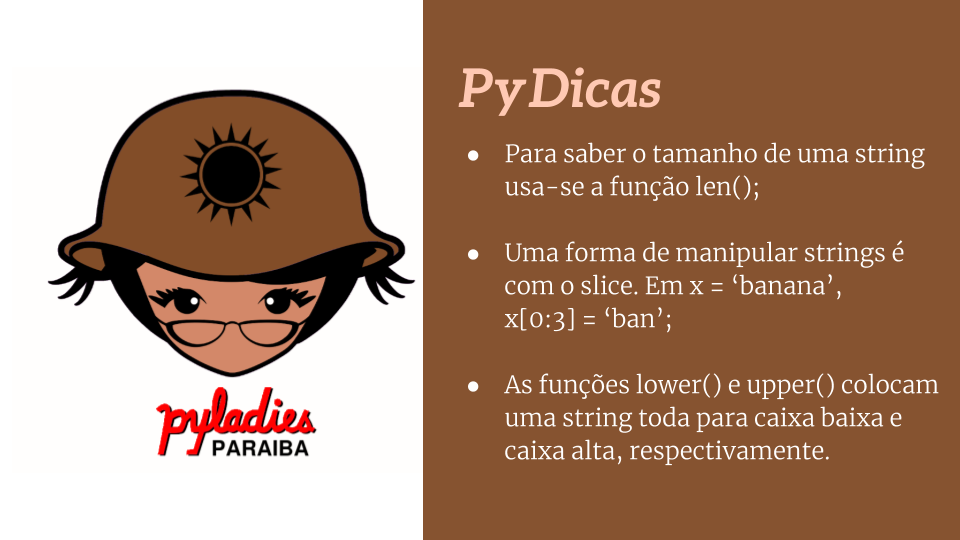 pyladies
PARAIBA
PyDicas
● Para saber o tamanho de uma string
usa-se a função len();
● Uma forma de manipular strings é
com o slice. Em x = ‘banana’,
x[0:3] = ‘ban’;
● As funções lower() e upper() colocam
uma string toda para caixa baixa e
caixa alta, respectivamente.